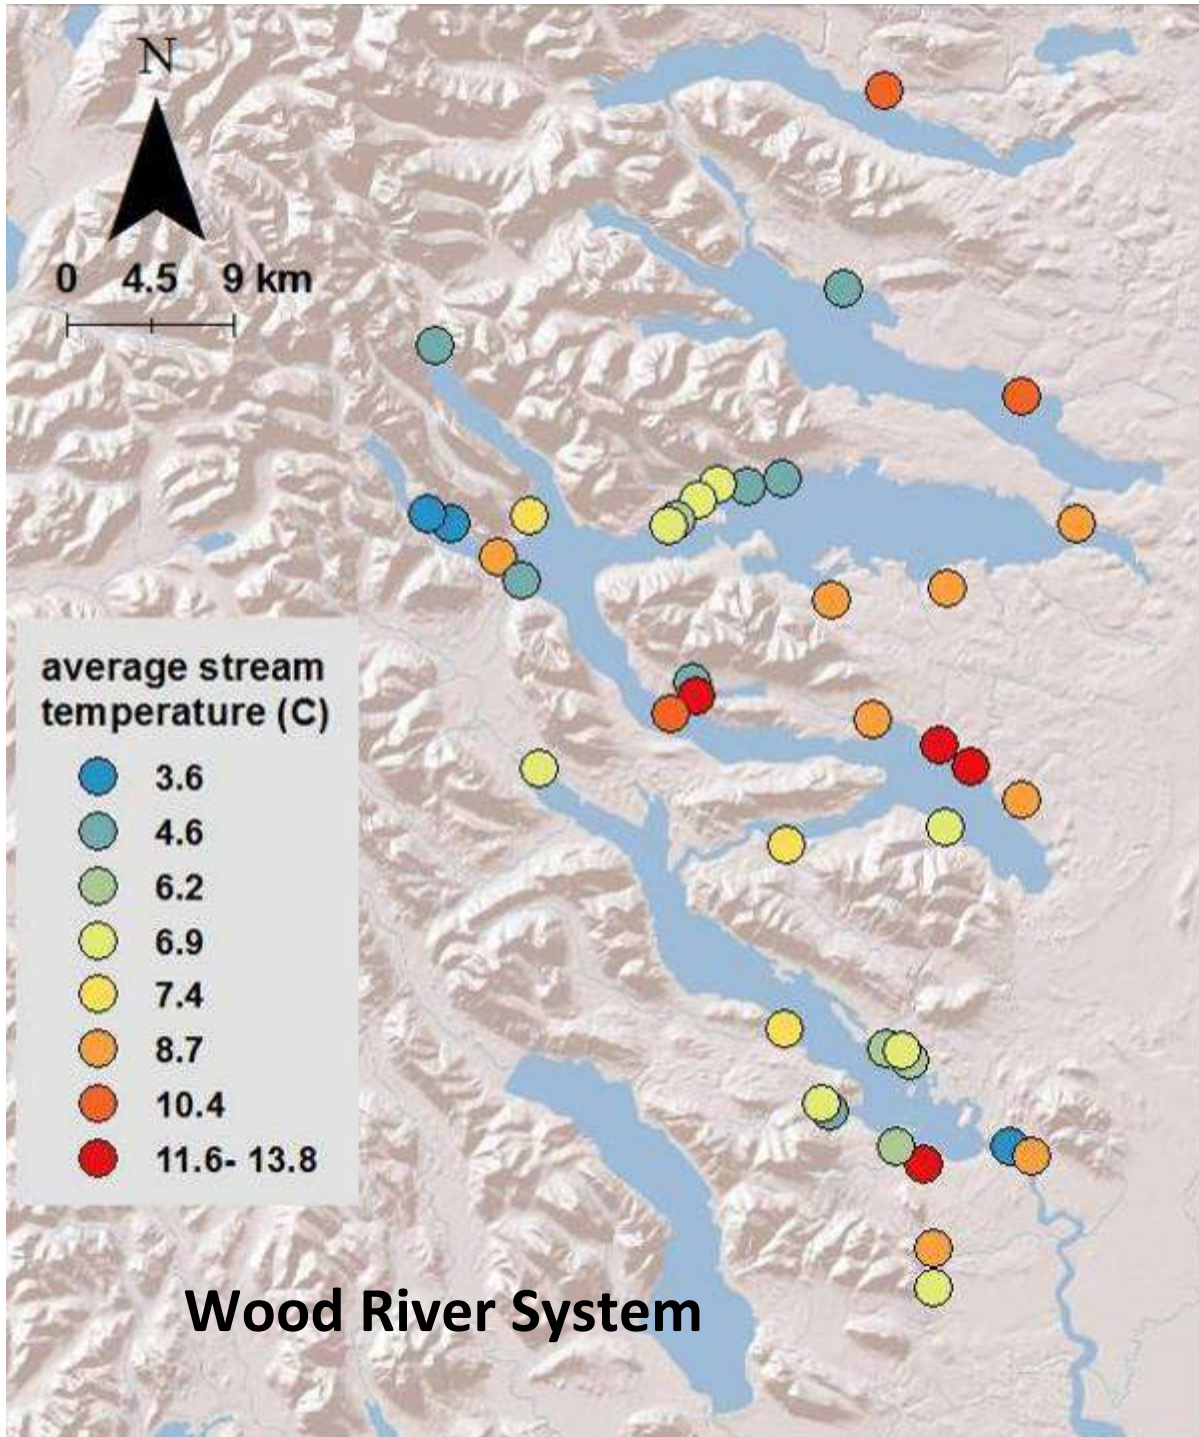 N
0 4.5 9 km
average stream
temperature (C)
3.6
4.6
6.2
6.9
7.4
8.7
10.4
11.6- 13.8
Wood River System